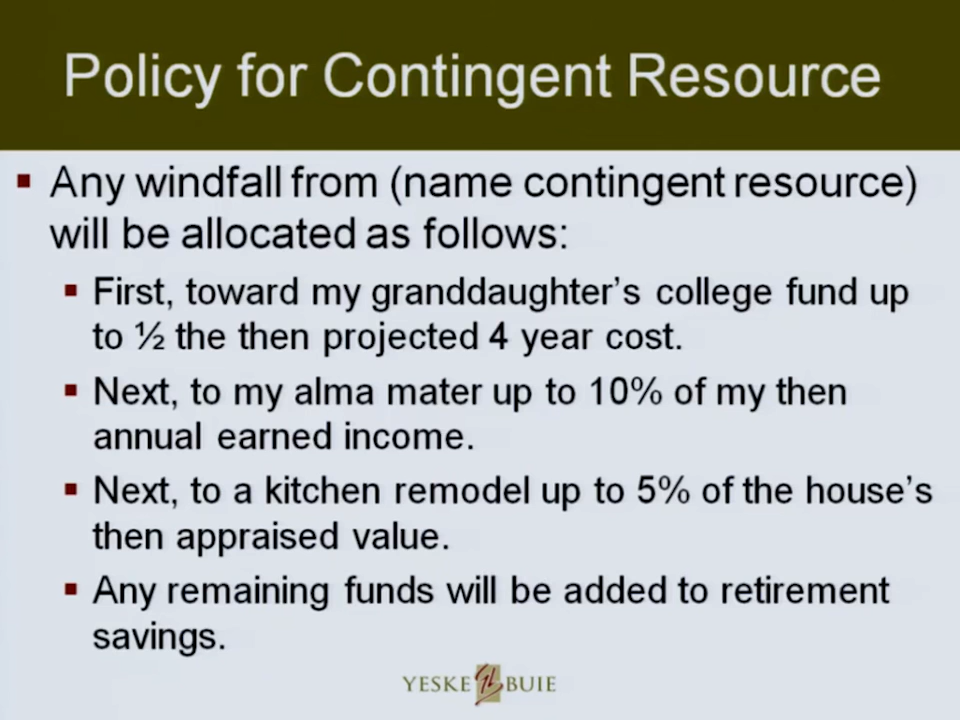 Policy for Contingent Resource
Any windfall from (name contingent resource)
will be allocated as follows:
First, toward my granddaughter’s college fund up
to ½ the then projected 4 year cost.
Next, to my alma mater up to 10% of my then
annual earned income.
Next, to a kitchen remodel up to 5% of the house’s
then appraised value.
Any remaining funds will be added to retirement
savings.
YESKE BUIE